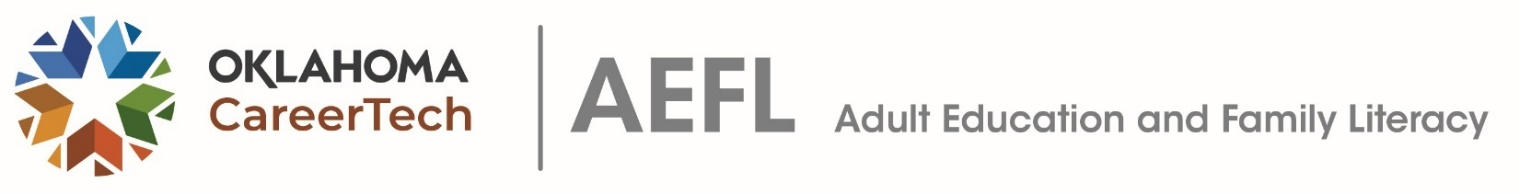 OKLAHOMA
CareerTech
AEFL Adult Education and Family Literacy